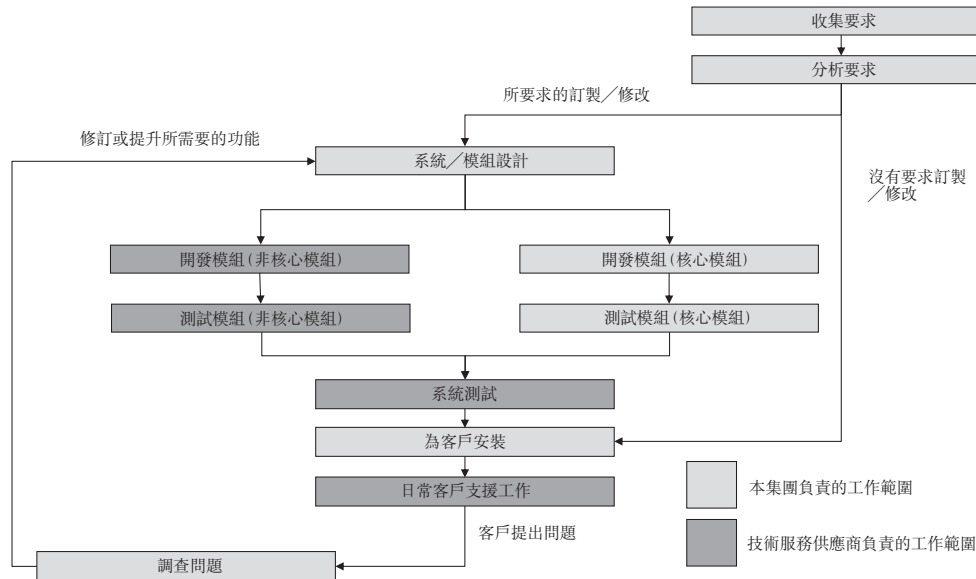 收集要求
分析要求
所要求的訂製／修改
修訂或提升所需要的功能
系統／模組設計
沒有要求訂製
／修改
開發模組(非核心模組)
開發模組(核心模組)
測試模組(非核心模組)
測試模組(核心模組)
系統測試
為客戶安裝
日常客戶支援工作
本集團負責的工作範圍
客戶提出問題
技術服務供應商負責的工作範圍
調查問題